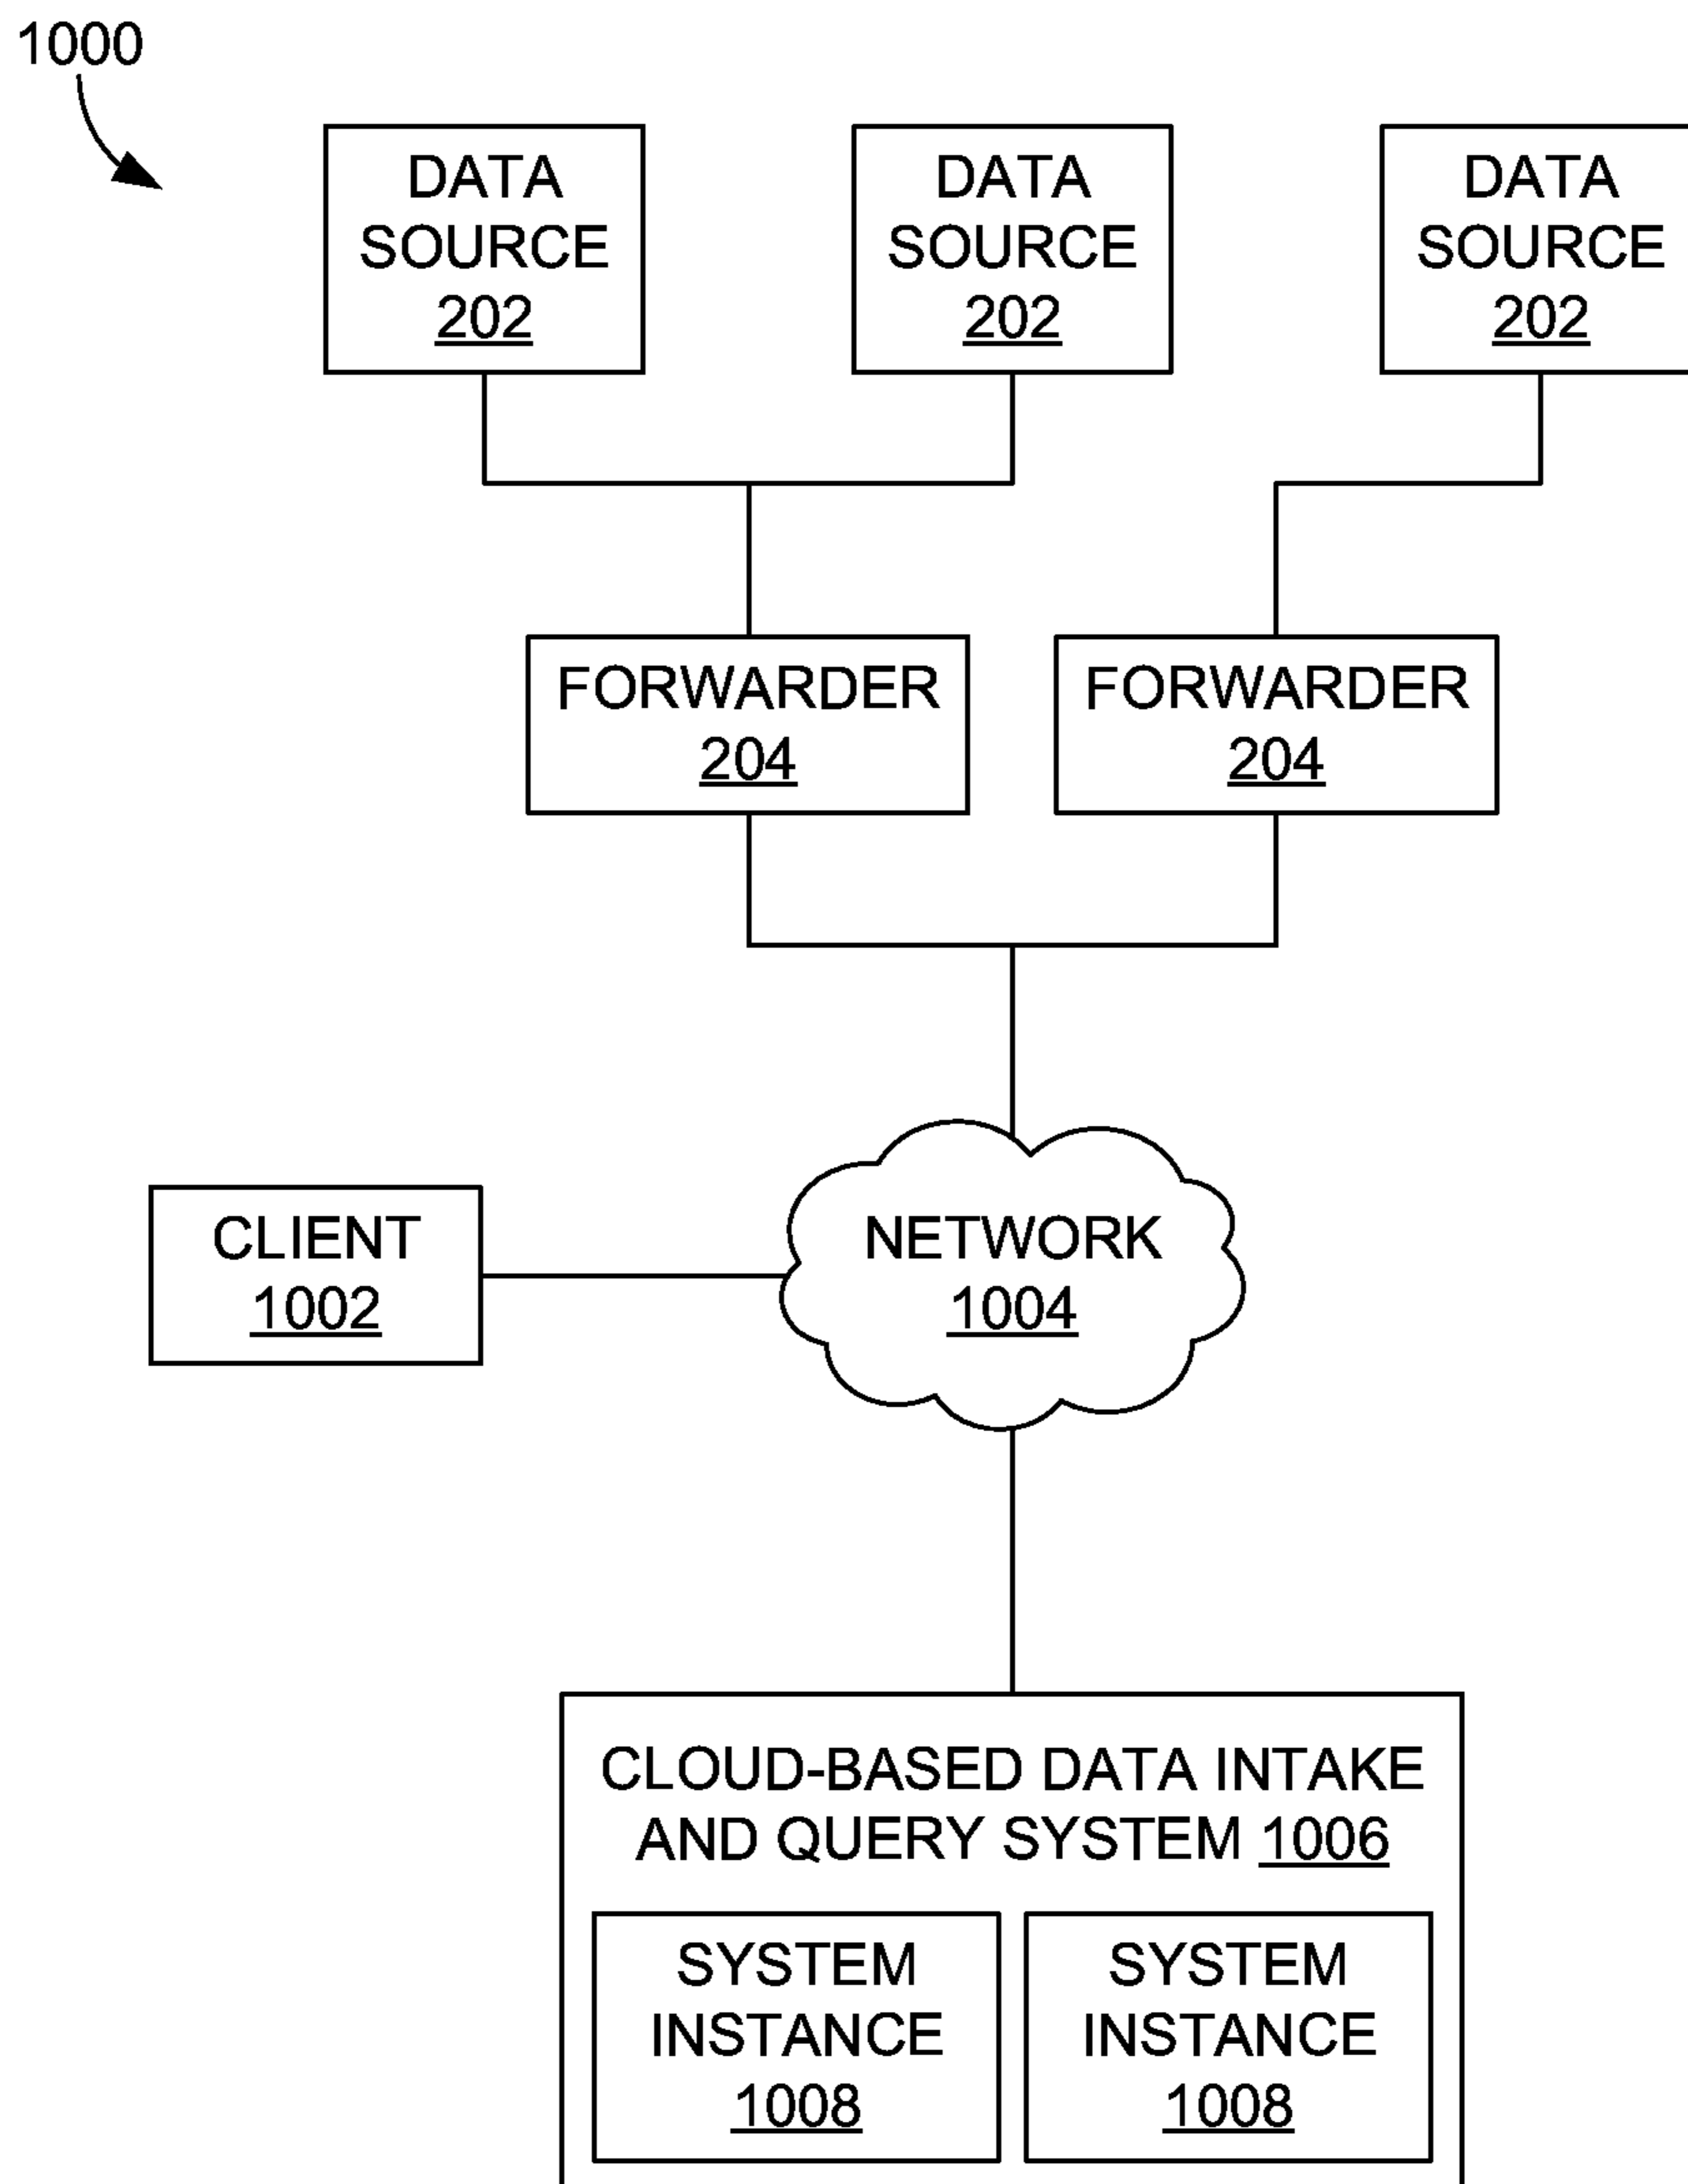 1000
DATA
SOURCE
202
DATA
SOURCE
202
DATA
SOURCE
202
FORWARDER
204
FORWARDER
204
CLIENT
1002
NETWORK
1004
CLOUD-BASED DATA INTAKE
AND QUERY SYSTEM 1006
SYSTEM
INSTANCE
1008
SYSTEM
INSTANCE
1008